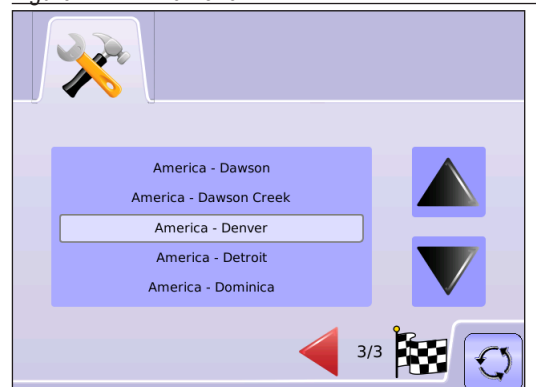 America - Dawson
America - Dawson Creek
America - Denver
America - Detroit
America - Dominica
3/3